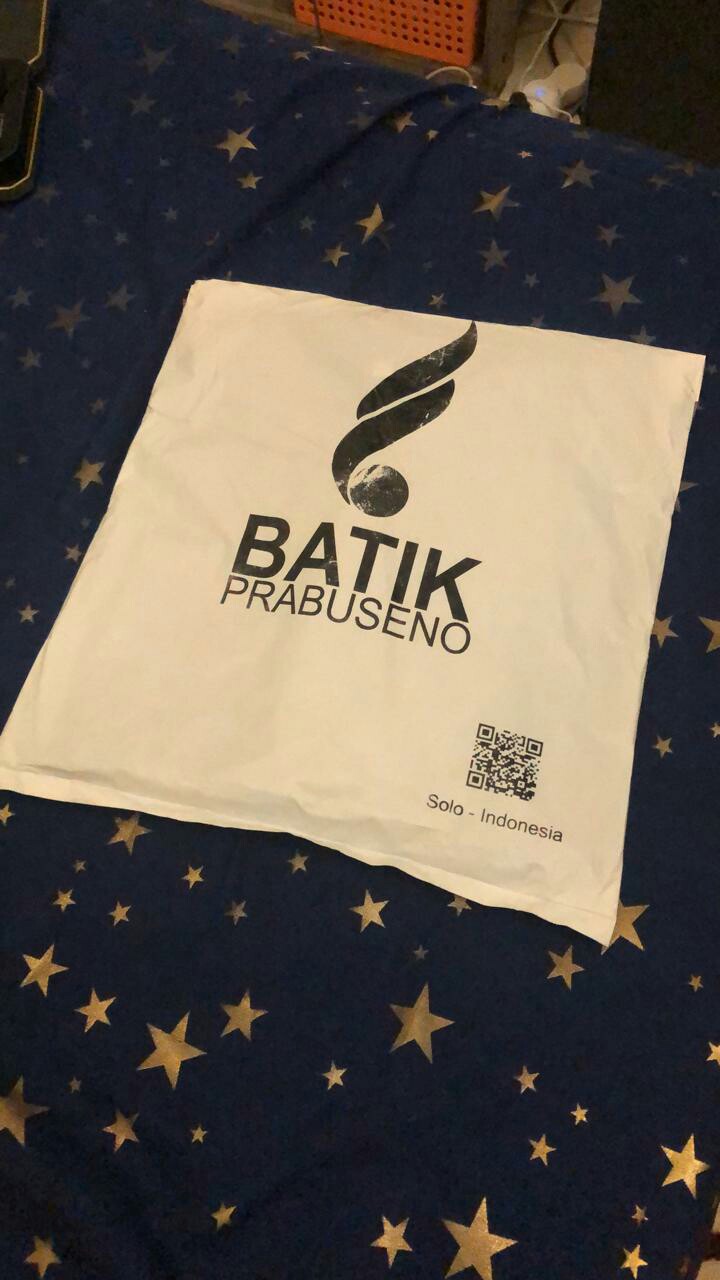 BATIK
PRABUSENO
Solo - Indonesia